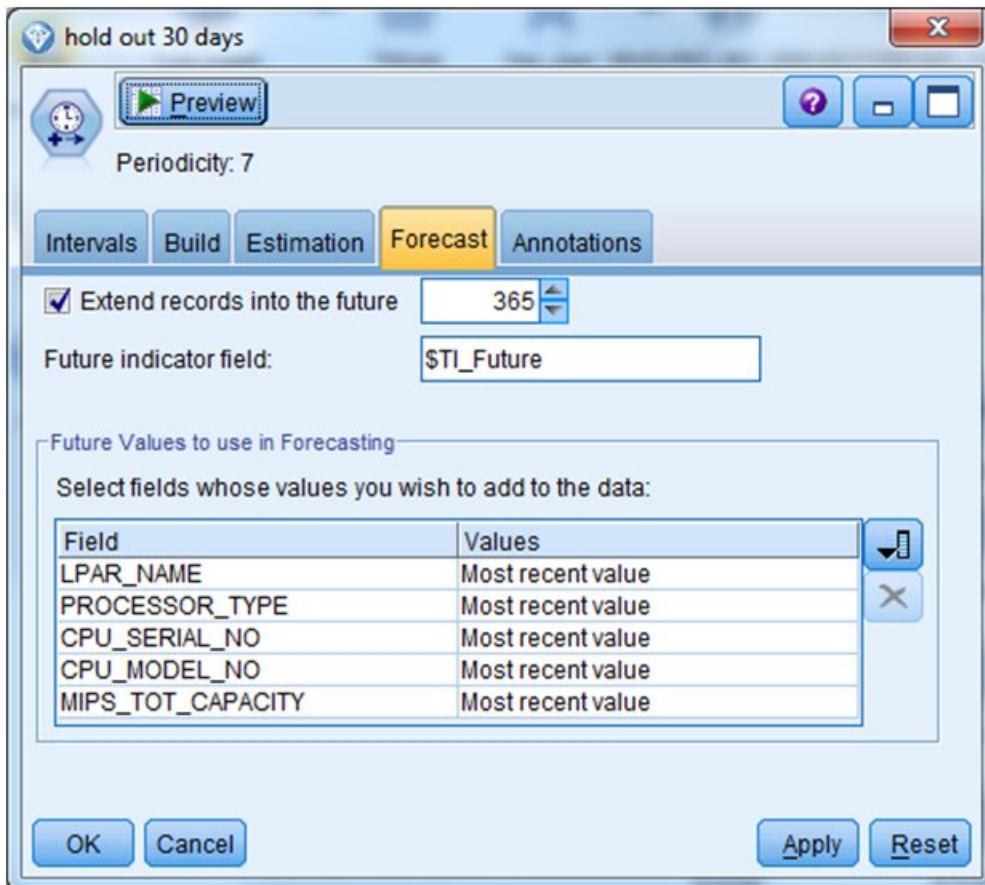 hold out 30 days
Preview
Periodicity: 7
Intervals Build Estimation Forecast Annotations
Extend records into the future 365
Future indicator field: $TI_Future
Future Values to use in Forecasting
Select fields whose values you wish to add to the data:
Field Values
LPAR_NAME Most recent value
PROCESSOR_TYPE Most recent value
CPU_SERIAL_NO Most recent value
CPU_MODEL_NO Most recent value
MIPS_TOT_CAPACITY Most recent value
OK Cancel Apply Reset